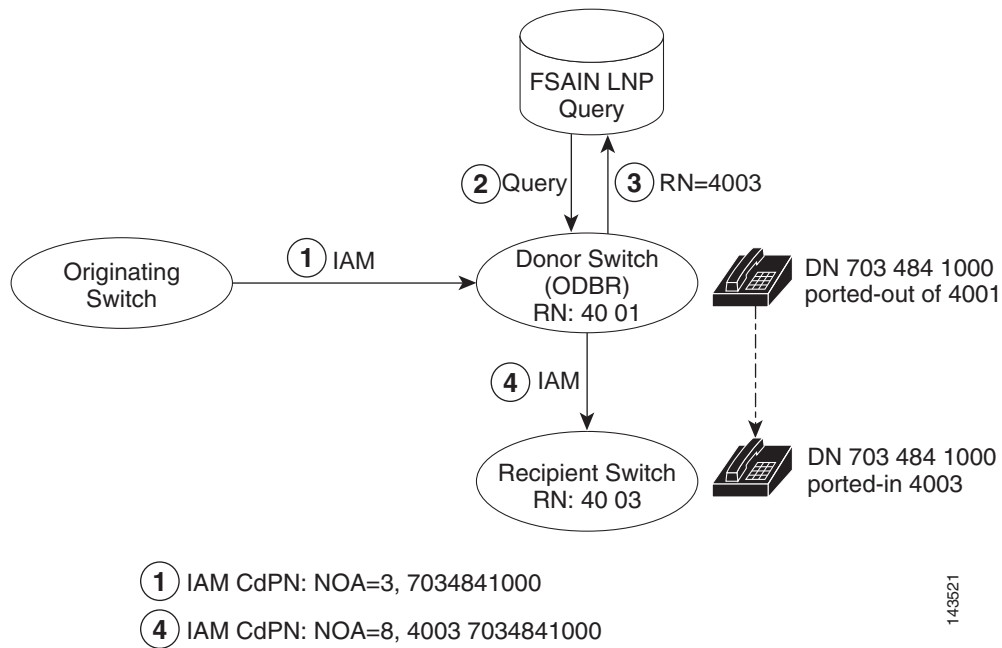 FSAIN LNP
Query
2 Query
3 RN=4003
1 IAM
Originating
Switch
Donor Switch
(ODBR)
RN: 40 01
DN 703 484 1000
ported-out of 4001
4 IAM
Recipient Switch
RN: 40 03
DN 703 484 1000
ported-in 4003
1 IAM CdPN: NOA=3, 7034841000
4 IAM CdPN: NOA=8, 4003 7034841000
143521